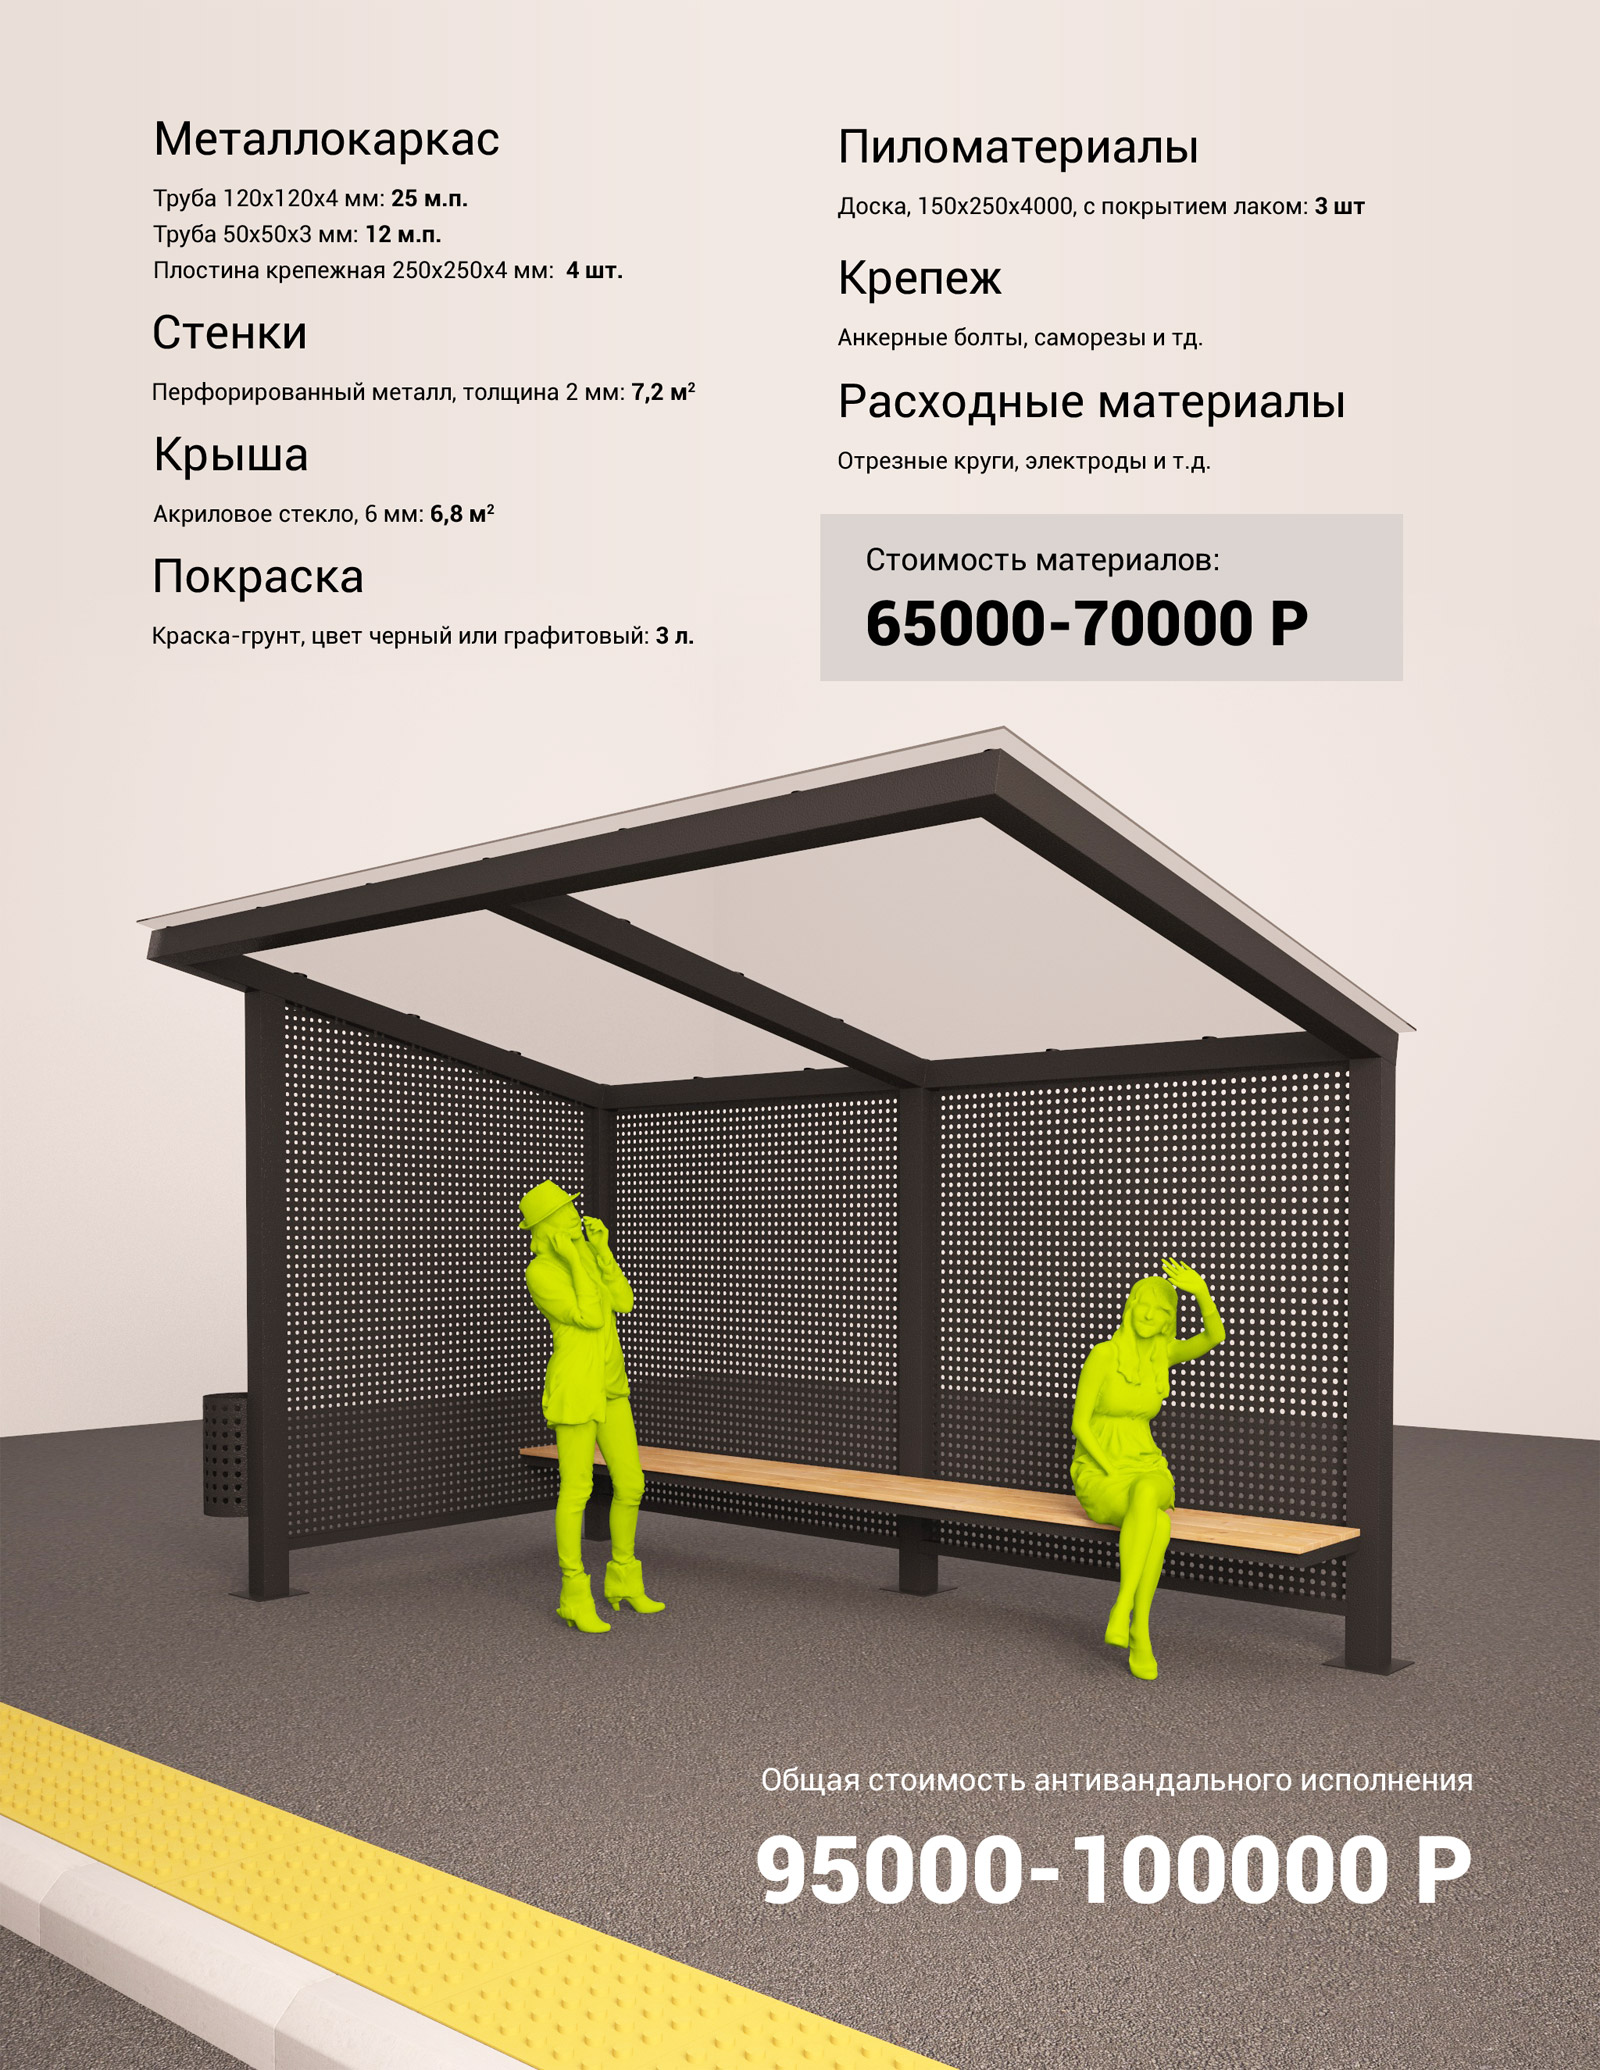 Металлокаркас
Труба 120х120х4 мм: 25 м.п.
Труба 50х50х3 мм: 12 м.п.
Плостина крепежная 250х250х4 мм: 4 шт.
Стенки
Перфорированный металл, толщина 2 мм: 7,2 м²
Крыша
Акриловое стекло, 6 мм: 6,8 м²
Покраска
Краска-грунт, цвет черный или графитовый: 3 л.
Пиломатериалы
Доска, 150х250х4000, с покрытием лаком: 3 шт
Крепеж
Анкерные болты, саморезы и тд.
Расходные материалы
Отрезные круги, электроды и т.д.
Стоимость материалов:
65000-70000 Р
Общая стоимость антивандального исполнения
95000-100000 Р